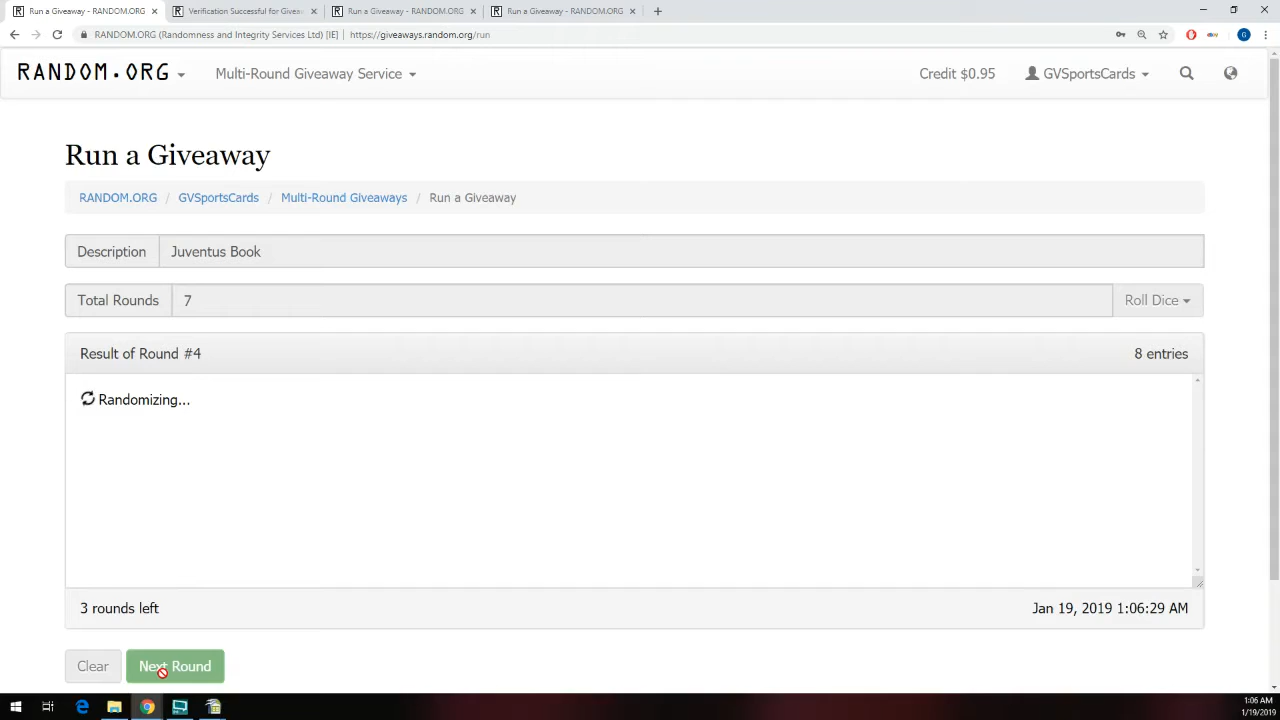 Run a Giveaway - RANDOM.ORG
Verification Successful for Givea
Run a Giveaway - RANDOM.ORG
Run a Giveaway - RANDOM.ORG
RANDOM.ORG (Randomness and Integrity Services Ltd) [IE] | https://giveaways.random.org/run
RANDOM.ORG Multi-Round Giveaway Service Credit $0.95 GVSportsCards
Run a Giveaway
RANDOM.ORG / GVSportsCards / Multi-Round Giveaways / Run a Giveaway
Description Juventus Book
Total Rounds 7 Roll Dice
Result of Round #4 8 entries
Randomizing...
3 rounds left Jan 19, 2019 1:06:29 AM
Clear Next Round
1:06 AM
1/19/2019